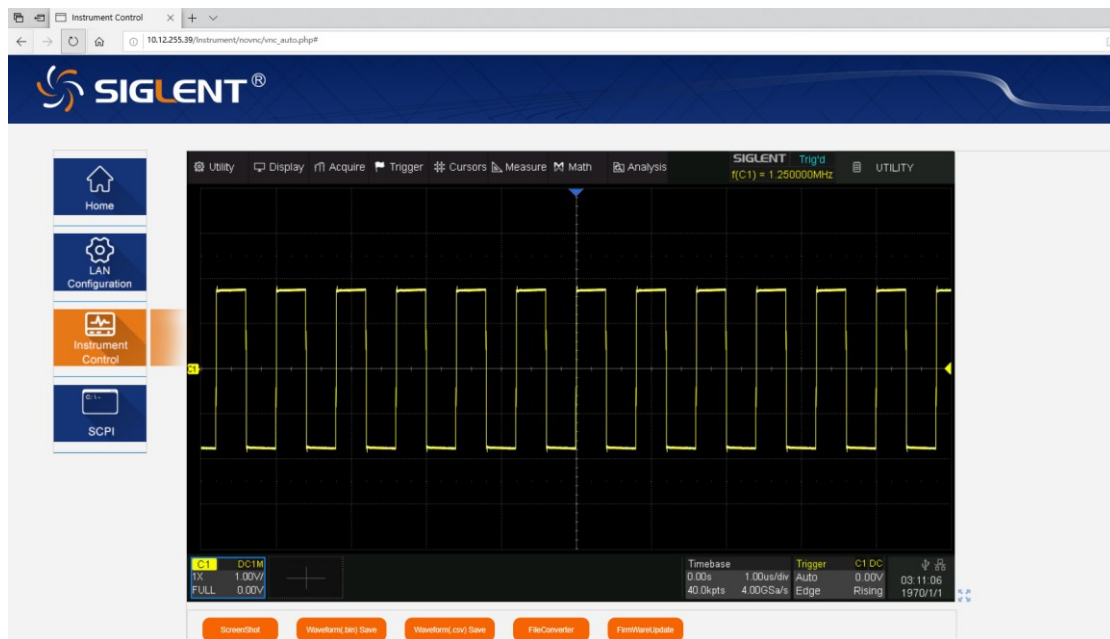 Instrument Control
10.12.255.39/Instrument/novnc/vnc_auto.php#
SIGLENT®
Home
LAN
Configuration
Instrument
Control
C:\-
SCPI
Utility Display Acquire Trigger Cursors Measure Math Analysis
SIGLENT Trig'd
f(C1) = 1.250000MHz
UTILITY
C1
C1 DC1M
1X 1.00V/
FULL 0.00V
Timebase
0.00s 1.00us/div
40.0kpts 4.00GSa/s
Trigger C1 DC
Auto 0.00V
Edge Rising
03:11:06
1970/1/1
ScreenShot Waveform(.bin) Save Waveform(.csv) Save FileConverter FirmWareUpdate